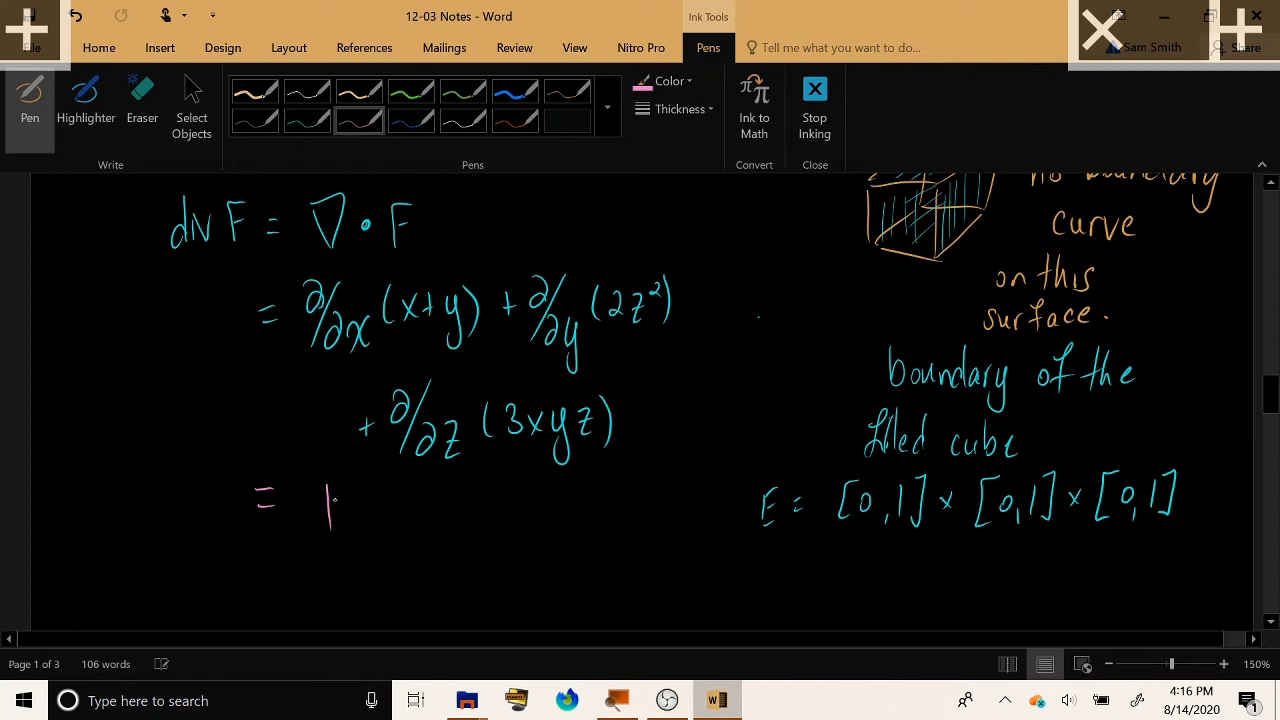 12-03 Notes - Word
Ink Tools
File Home Insert Design Layout References Mailings Review View Nitro Pro Pens Tell me what you want to do... Sam Smith Share
Pen Highlighter Eraser Select Objects
Color
Thickness
Ink to Math
Stop Inking
Write Pens Convert Close
no boundary
curve
on this
surface.
div F = ∇ • F
= ∂/∂x (x+y) + ∂/∂y (2z²)
+ ∂/∂z (3xyz)
= 1
boundary of the
filled cube
E = [0,1] × [0,1] × [0,1]
Page 1 of 3 106 words 150%
Type here to search
4:16 PM
8/14/2020
1